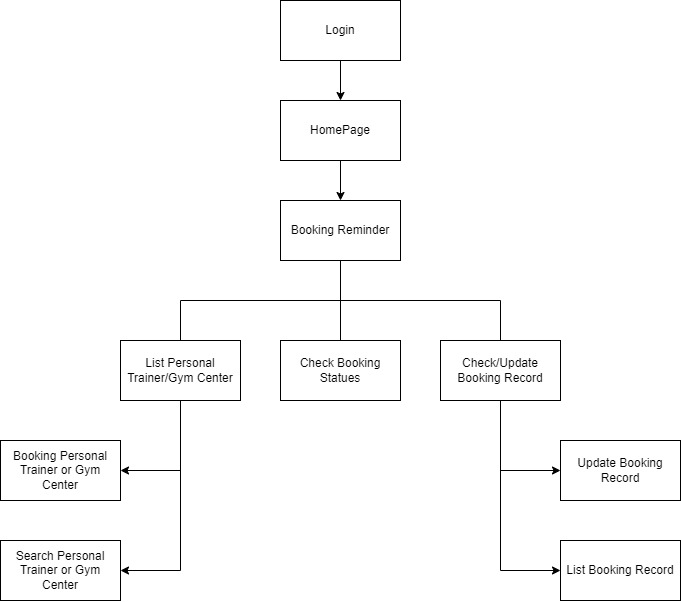 Login
HomePage
Booking Reminder
List Personal
Trainer/Gym Center
Check Booking
Statues
Check/Update
Booking Record
Booking Personal
Trainer or Gym
Center
Update Booking
Record
Search Personal
Trainer or Gym
Center
List Booking Record